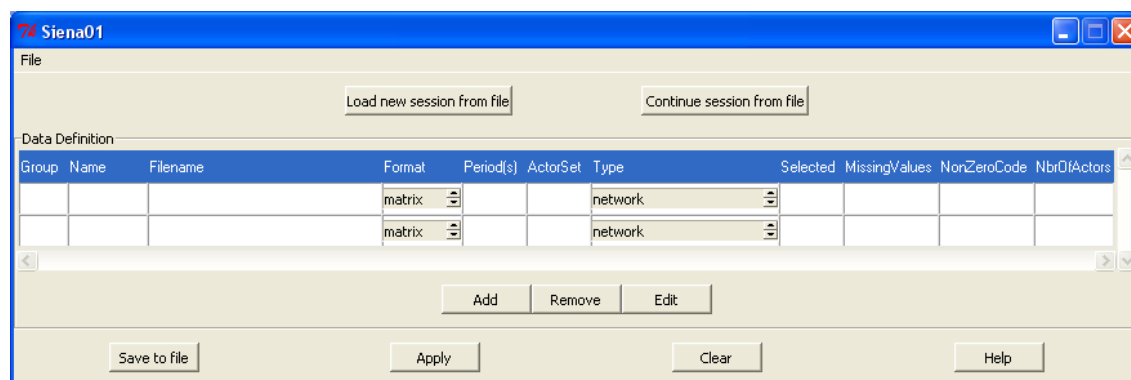 Siena01
File
Load new session from file Continue session from file
Data Definition
Group Name Filename Format Period(s) ActorSet Type Selected MissingValues NonZeroCode NbrOfActors
matrix network
matrix network
Add Remove Edit
Save to file Apply Clear Help